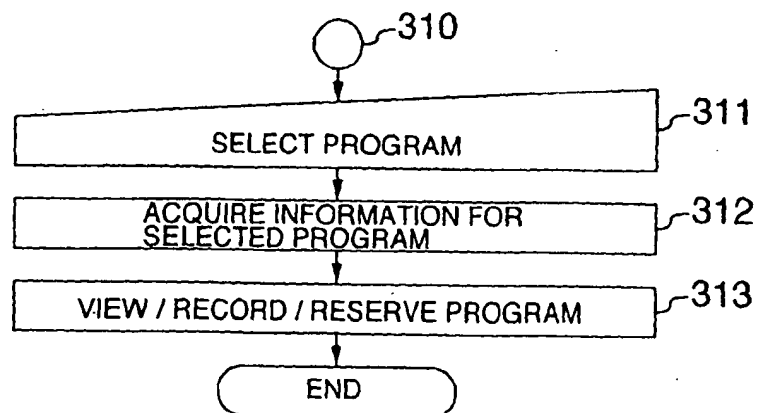 310
SELECT PROGRAM
311
ACQUIRE INFORMATION FOR
SELECTED PROGRAM
312
VIEW / RECORD / RESERVE PROGRAM
313
END